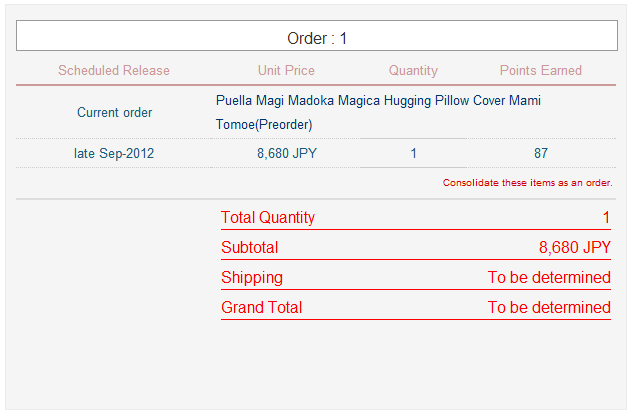 Order : 1
Scheduled Release Unit Price Quantity Points Earned
Current order
Puella Magi Madoka Magica Hugging Pillow Cover Mami
Tomoe(Preorder)
late Sep-2012 8,680 JPY 1 87
Consolidate these items as an order.
Total Quantity 1
Subtotal 8,680 JPY
Shipping To be determined
Grand Total To be determined